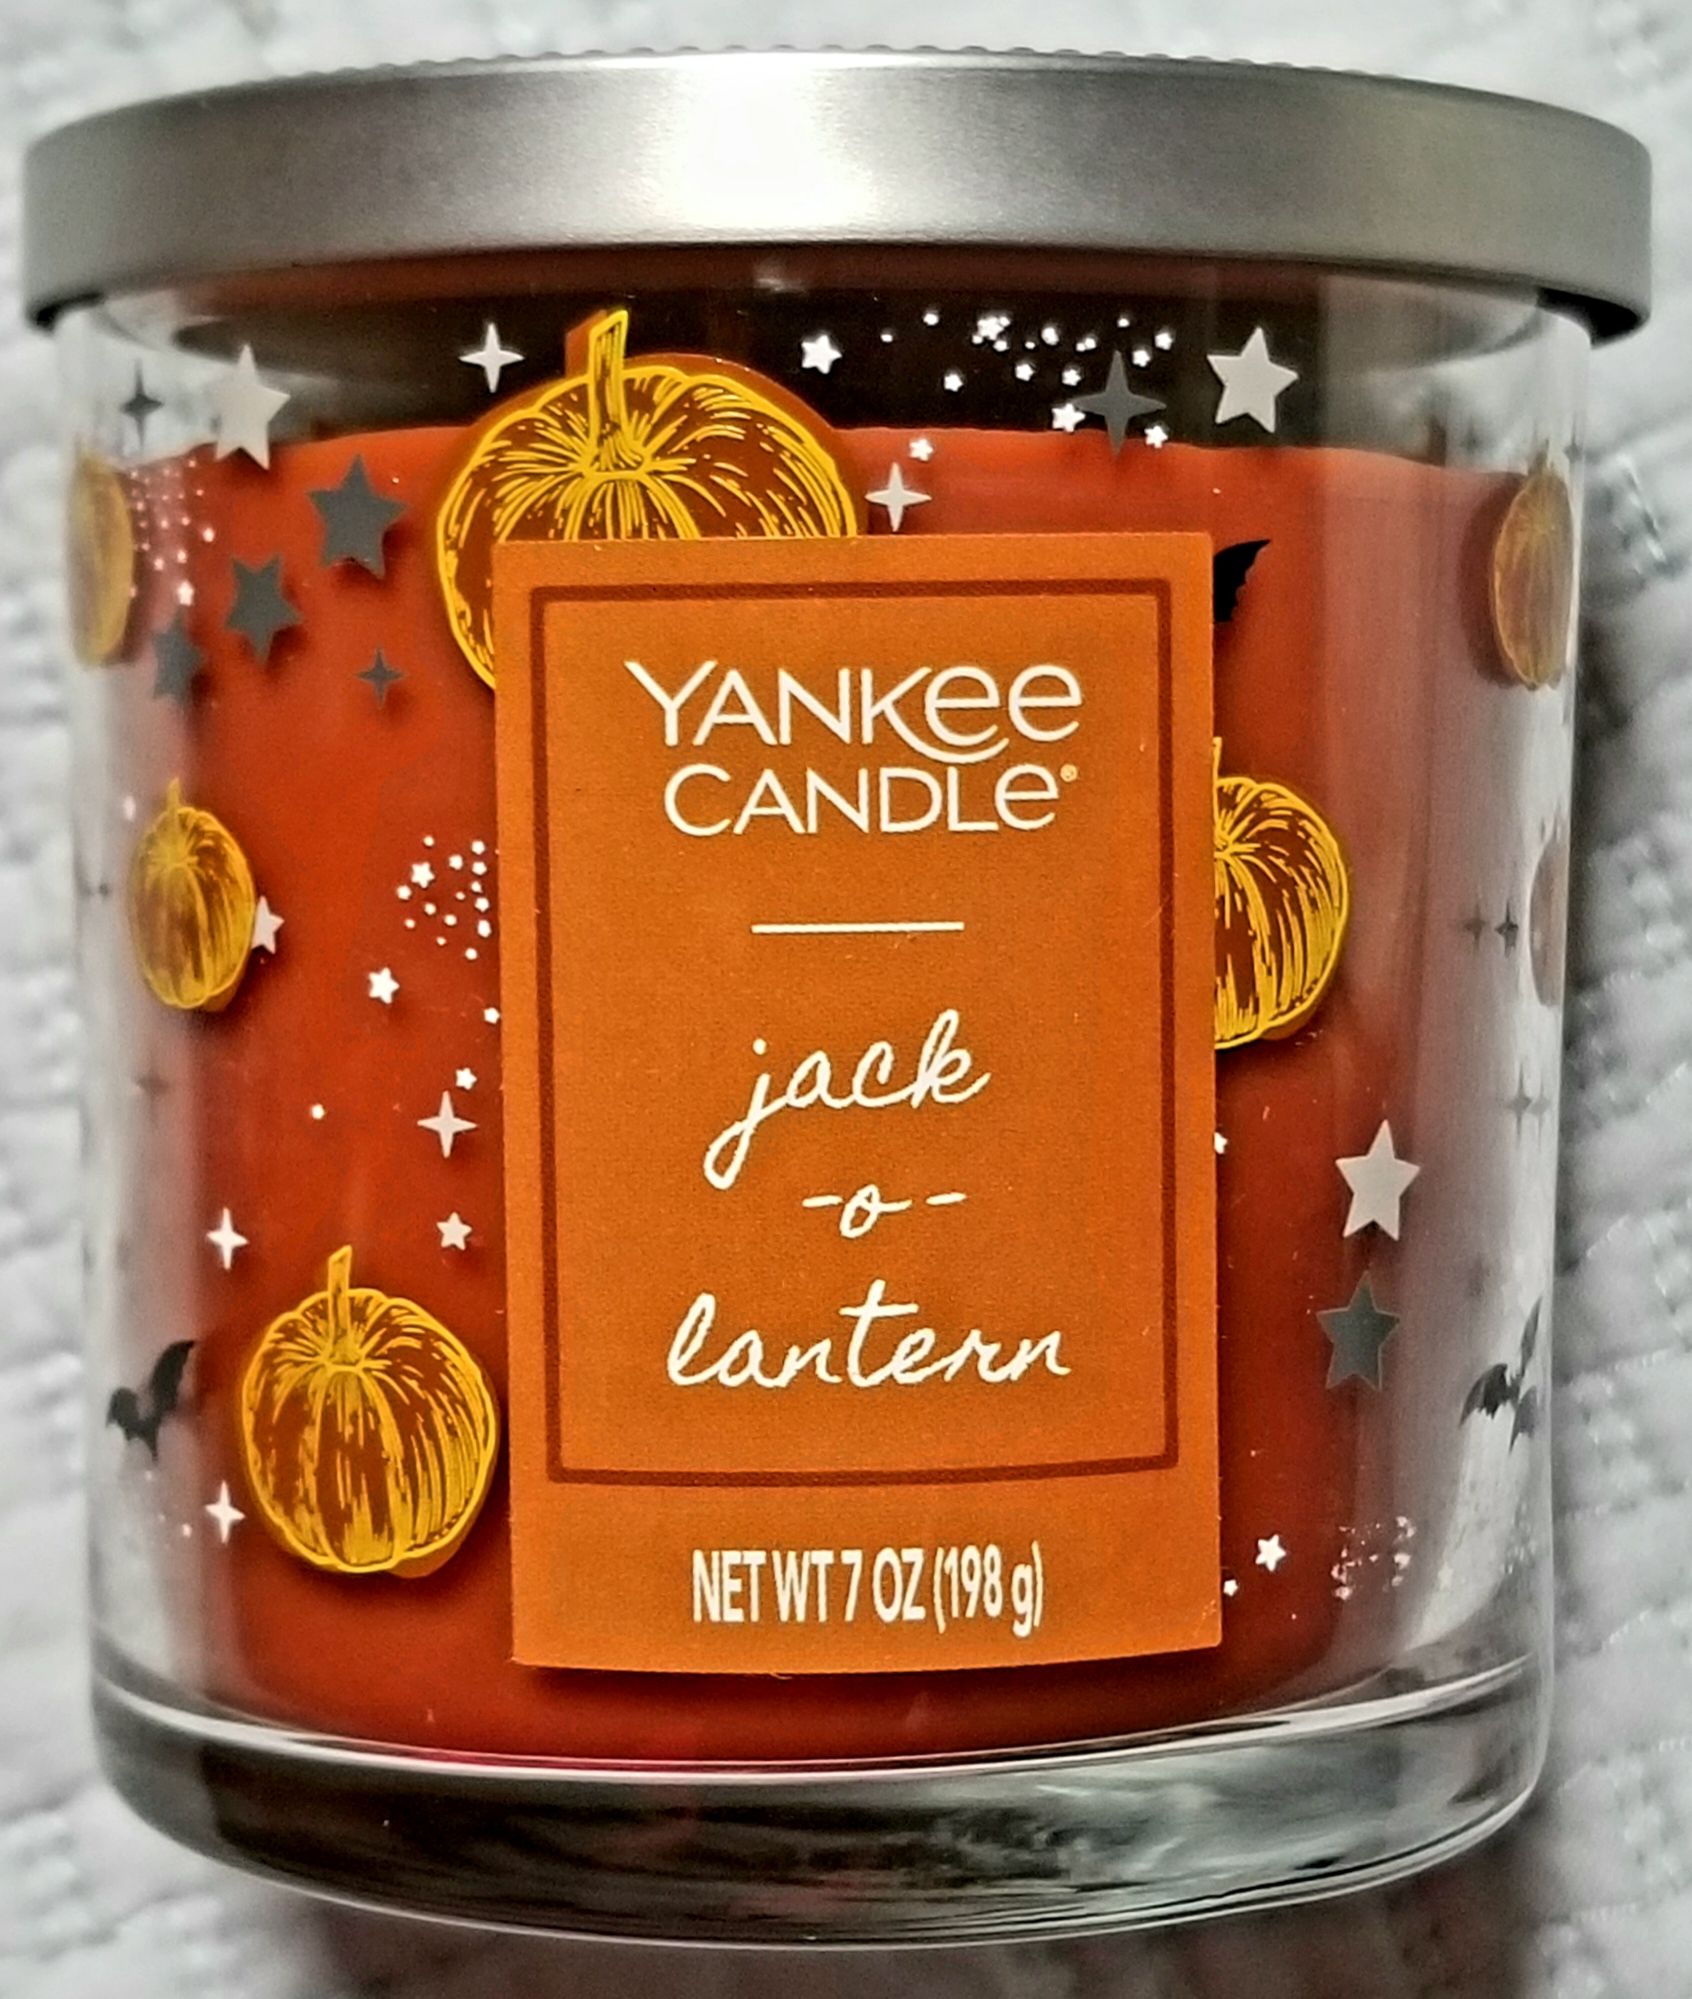 YANKEE
CANDLE®
jack
-o-
lantern
NET WT 7 OZ (198 g)